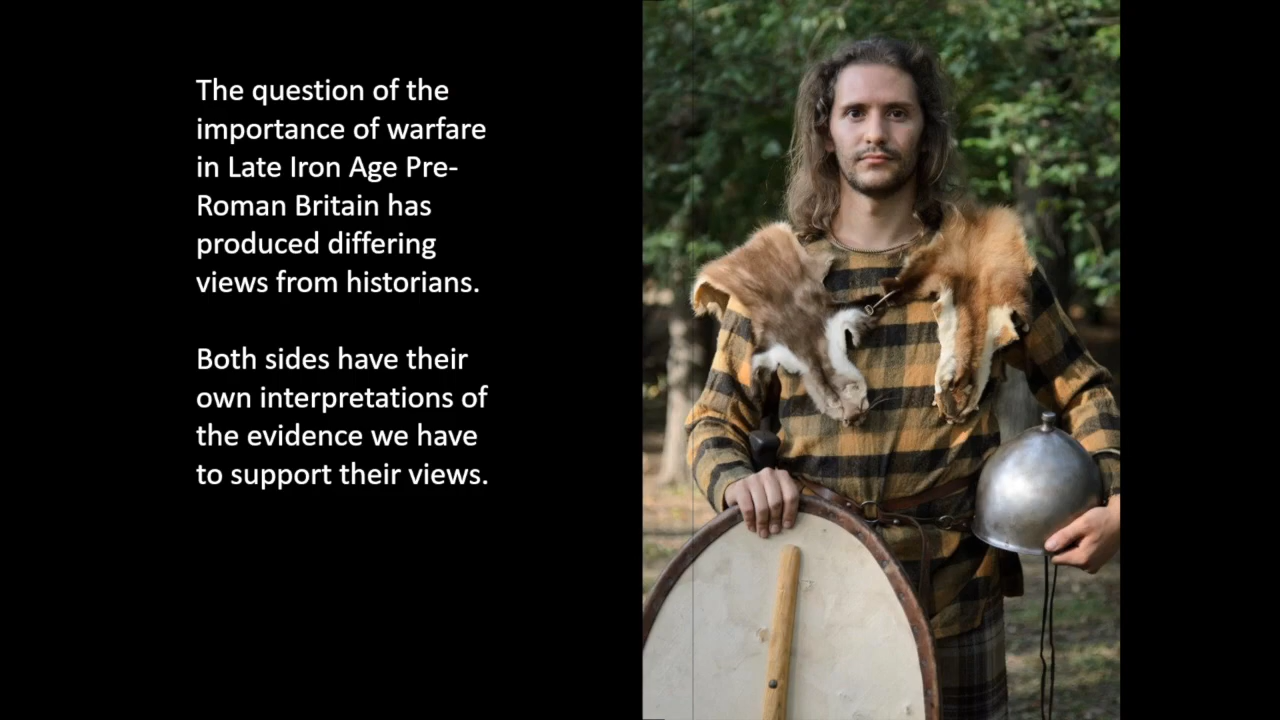 The question of the
importance of warfare
in Late Iron Age Pre-
Roman Britain has
produced differing
views from historians.
Both sides have their
own interpretations of
the evidence we have
to support their views.